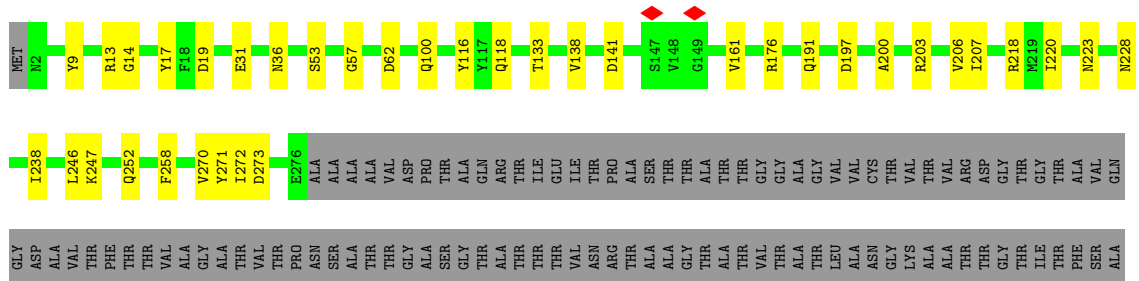 MET N2 Y9 R13 G14 Y17 F18 D19 E31 N36 S53 G57 D62 Q100 Y116 Y117 Q118 T133 V138 D141 S147 V148 G149 V161 R176 Q191 D197 A200 R203 V206 I207 R218 M219 I220 N223 N228
I238 L246 K247 Q252 F258 V270 Y271 I272 D273 E276 ALA SER ALA ALA ALA VAL ASP PRO THR ALA GLN ARG THR ILE GLU ILE THR PRO ALA SER THR THR ALA THR THR GLY GLY ALA GLY VAL VAL CYS THR VAL THR VAL ARG ASP GLY THR ILE GLY THR ALA VAL GLN
GLY ASP ALA VAL THR PHE THR THR VAL ALA GLY ALA THR VAL THR PRO ASN SER ALA THR THR GLY ALA SER GLY THR ALA THR THR THR VAL ASN ARG THR ALA ALA GLY THR ALA THR VAL THR ALA THR LEU ALA ASN GLY LYS ALA ALA THR THR GLY THR ILE THR PHE SER ALA